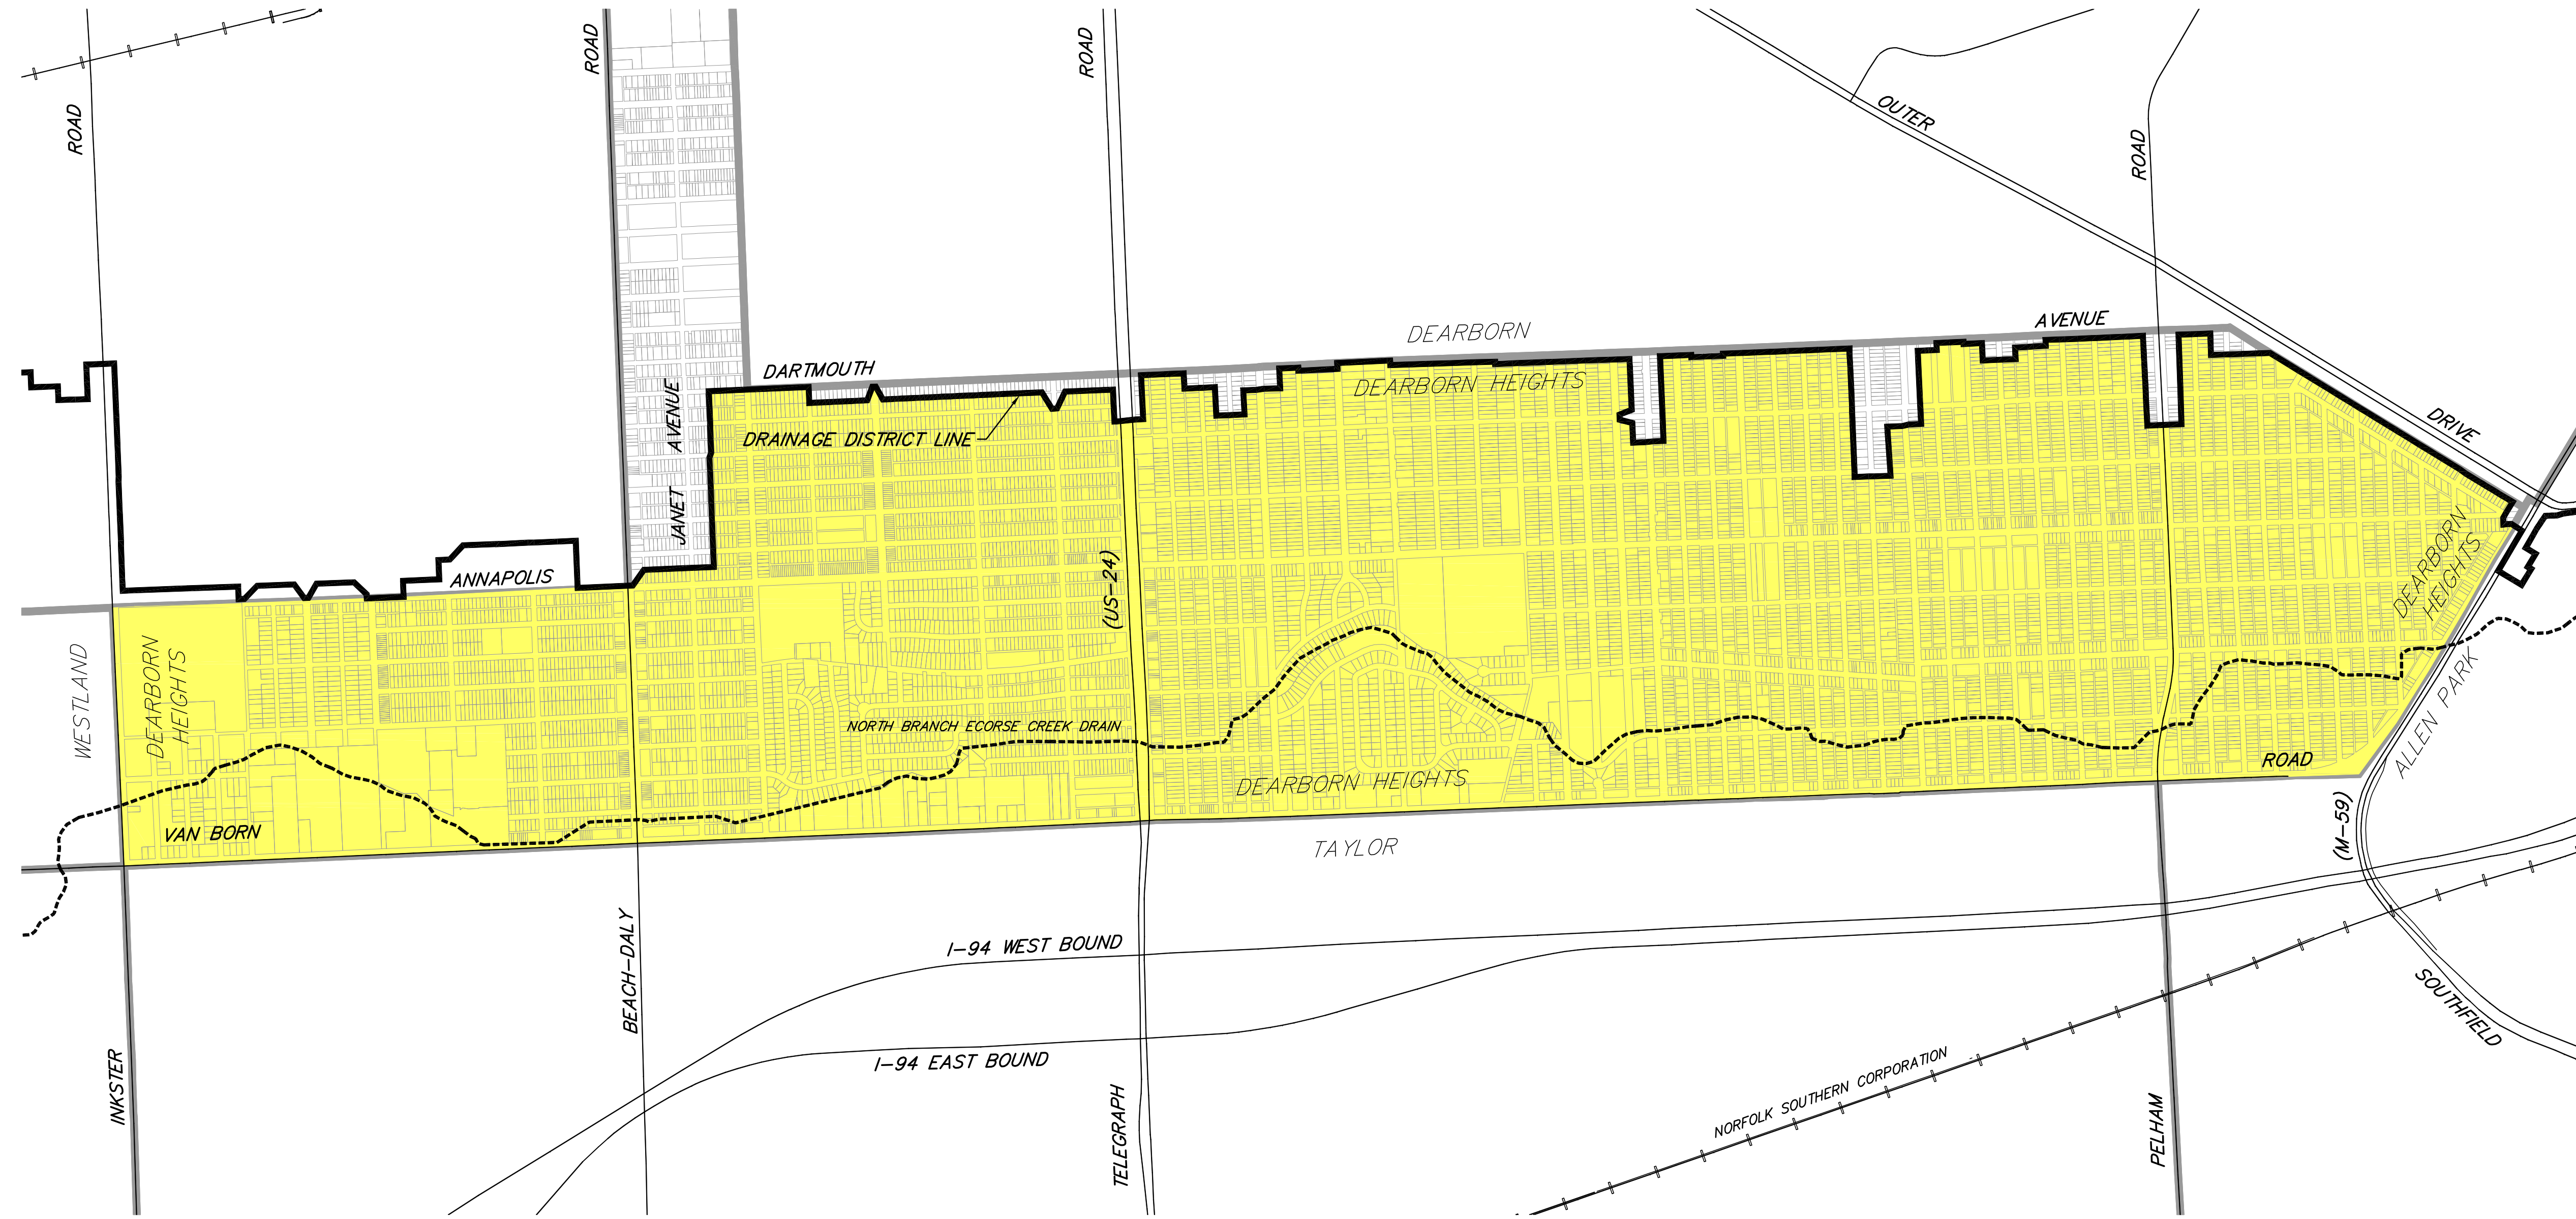 ROAD
ROAD
ROAD
OUTER
ROAD
DEARBORN
AVENUE
DARTMOUTH
DEARBORN HEIGHTS
JANET AVENUE
DRAINAGE DISTRICT LINE
DRIVE
ANNAPOLIS
(US-24)
DEARBORN
HEIGHTS
WESTLAND
DEARBORN
HEIGHTS
NORTH BRANCH ECORSE CREEK DRAIN
ALLEN PARK
ROAD
DEARBORN HEIGHTS
VAN BORN
TAYLOR
(M-59)
BEACH-DALY
I-94 WEST BOUND
I-94 EAST BOUND
SOUTHFIELD
INKSTER
TELEGRAPH
NORFOLK SOUTHERN CORPORATION
PELHAM